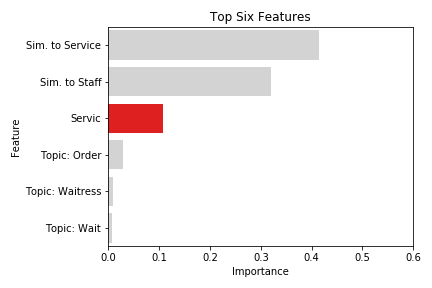 Top Six Features
Sim. to Service
Sim. to Staff
Servic
Topic: Order
Topic: Waitress
Topic: Wait
Feature
0.0 0.1 0.2 0.3 0.4 0.5 0.6
Importance